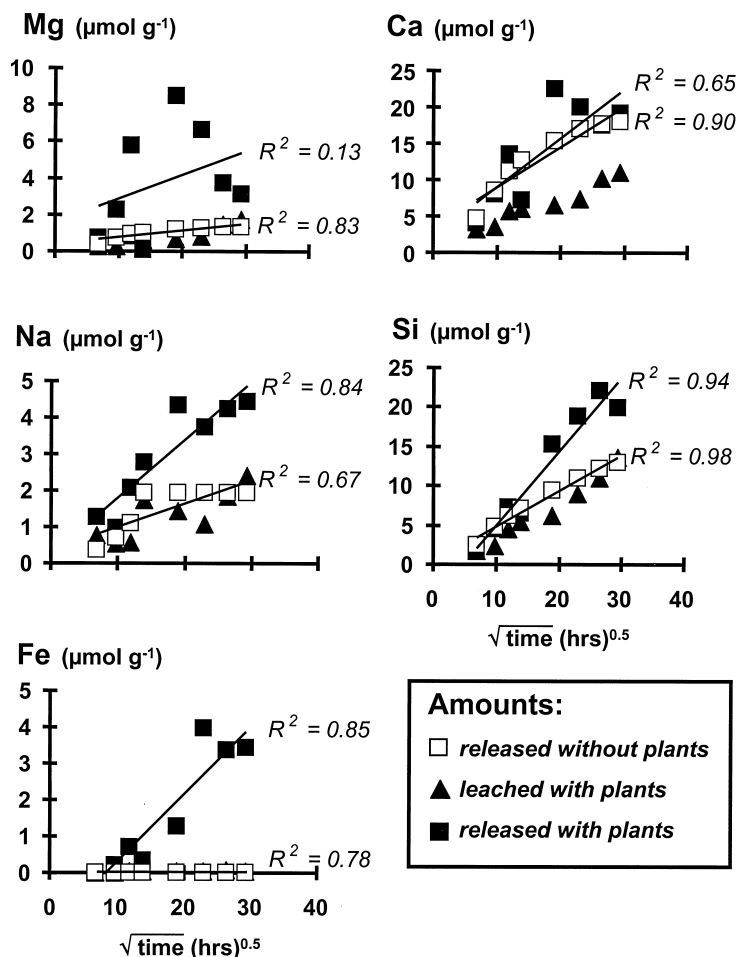 Mg (µmol g-1)
10
8
6
4
2
0
R2 = 0.13
R2 = 0.83
Ca (µmol g-1)
25
20
15
10
5
0
R2 = 0.65
R2 = 0.90
Na (µmol g-1)
5
4
3
2
1
0
R2 = 0.84
R2 = 0.67
Si (µmol g-1)
25
20
15
10
5
0
R2 = 0.94
R2 = 0.98
0 10 20 30 40
√time (hrs)0.5
Fe (µmol g-1)
5
4
3
2
1
0
R2 = 0.85
R2 = 0.78
0 10 20 30 40
√time (hrs)0.5
Amounts:
released without plants
leached with plants
released with plants